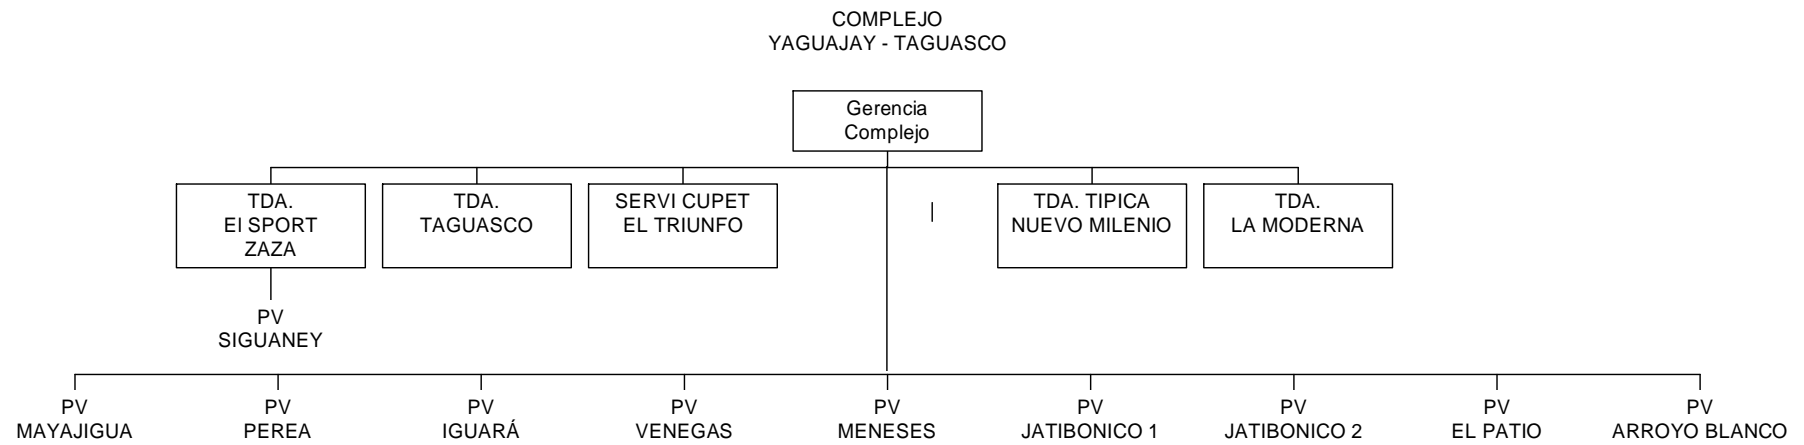 COMPLEJO
YAGUAJAY - TAGUASCO
Gerencia
Complejo
TDA.
El SPORT
ZAZA
TDA.
TAGUASCO
SERVI CUPET
EL TRIUNFO
TDA. TIPICA
NUEVO MILENIO
TDA.
LA MODERNA
PV
SIGUANEY
PV
MAYAJIGUA
PV
PEREA
PV
IGUARÁ
PV
VENEGAS
PV
MENESES
PV
JATIBONICO 1
PV
JATIBONICO 2
PV
EL PATIO
PV
ARROYO BLANCO